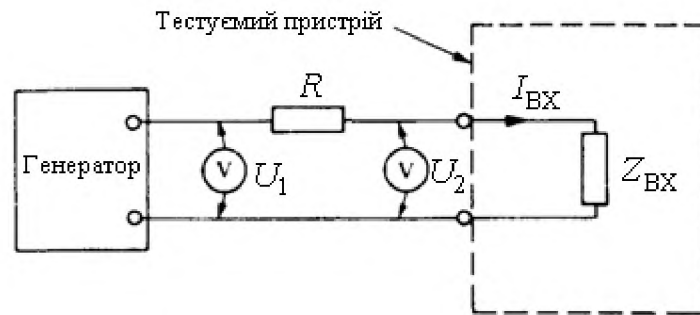 Тестуємий пристрій
R
I_ВХ
Генератор
V
U_1
V
U_2
Z_ВХ